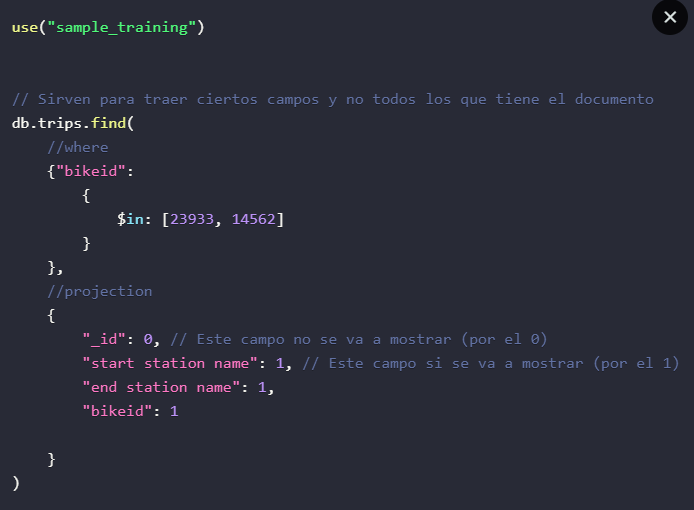 use("sample_training")
// Sirven para traer ciertos campos y no todos los que tiene el documento
db.trips.find(
    //where
    {"bikeid":
        {
            $in: [23933, 14562]
        }
    },
    //projection
    {
        "_id": 0, // Este campo no se va a mostrar (por el 0)
        "start station name": 1, // Este campo si se va a mostrar (por el 1)
        "end station name": 1,
        "bikeid": 1
    }
)